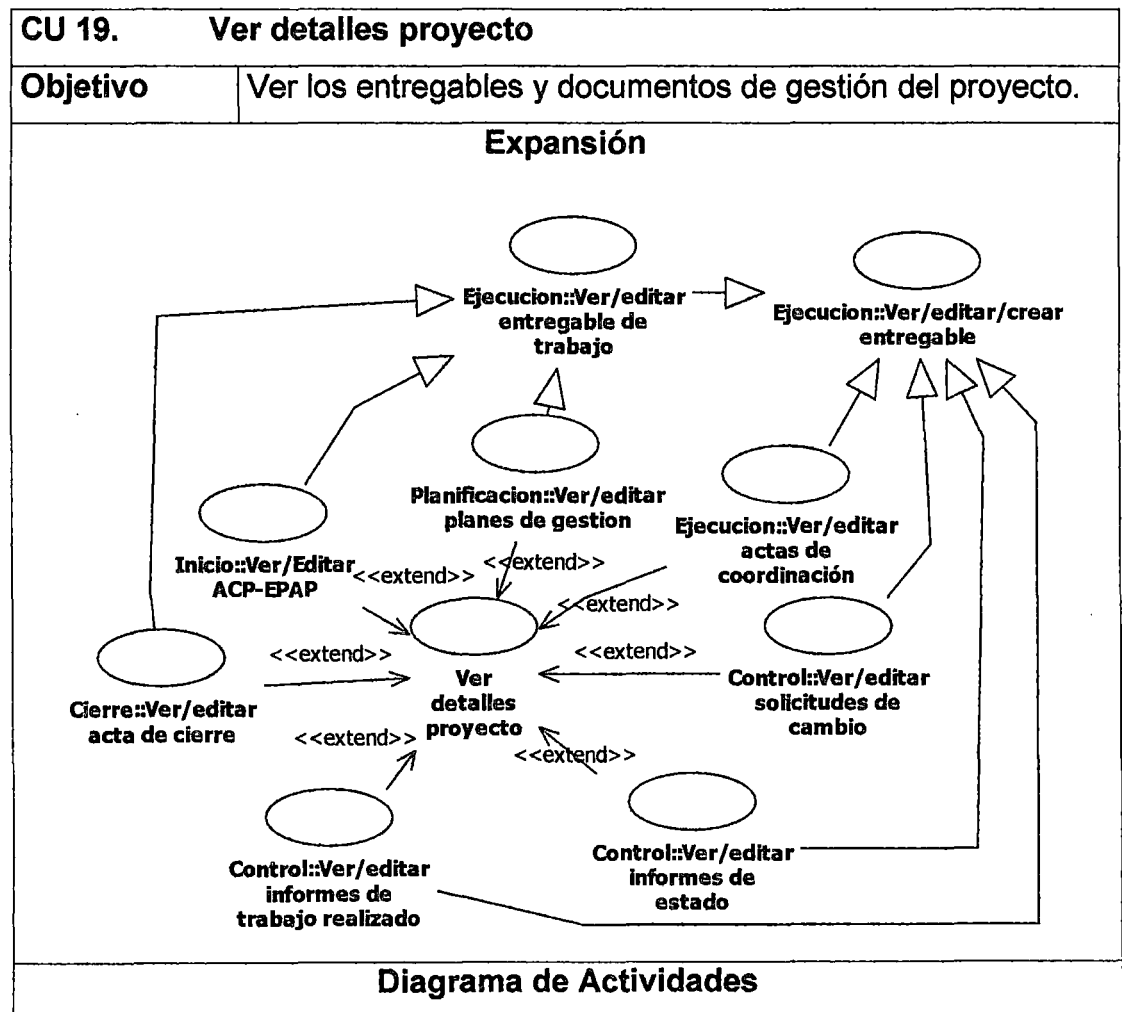 CU 19. Ver detalles proyecto
Objetivo Ver los entregables y documentos de gestión del proyecto.
Expansión
Ejecucion::Ver/editar
entregable de
trabajo
Ejecucion::Ver/editar/crear
entregable
Planificacion::Ver/editar
planes de gestion
Ejecucion::Ver/editar
actas de
coordinación
Inicio::Ver/Editar
ACP-EPAP
<<extend>>
<<extend>>
<<extend>>
<<extend>>
<<extend>>
Ver
detalles
proyecto
Control::Ver/editar
solicitudes de
cambio
Cierre::Ver/editar
acta de cierre
<<extend>>
<<extend>>
Control::Ver/editar
informes de
trabajo realizado
Control::Ver/editar
informes de
estado
Diagrama de Actividades